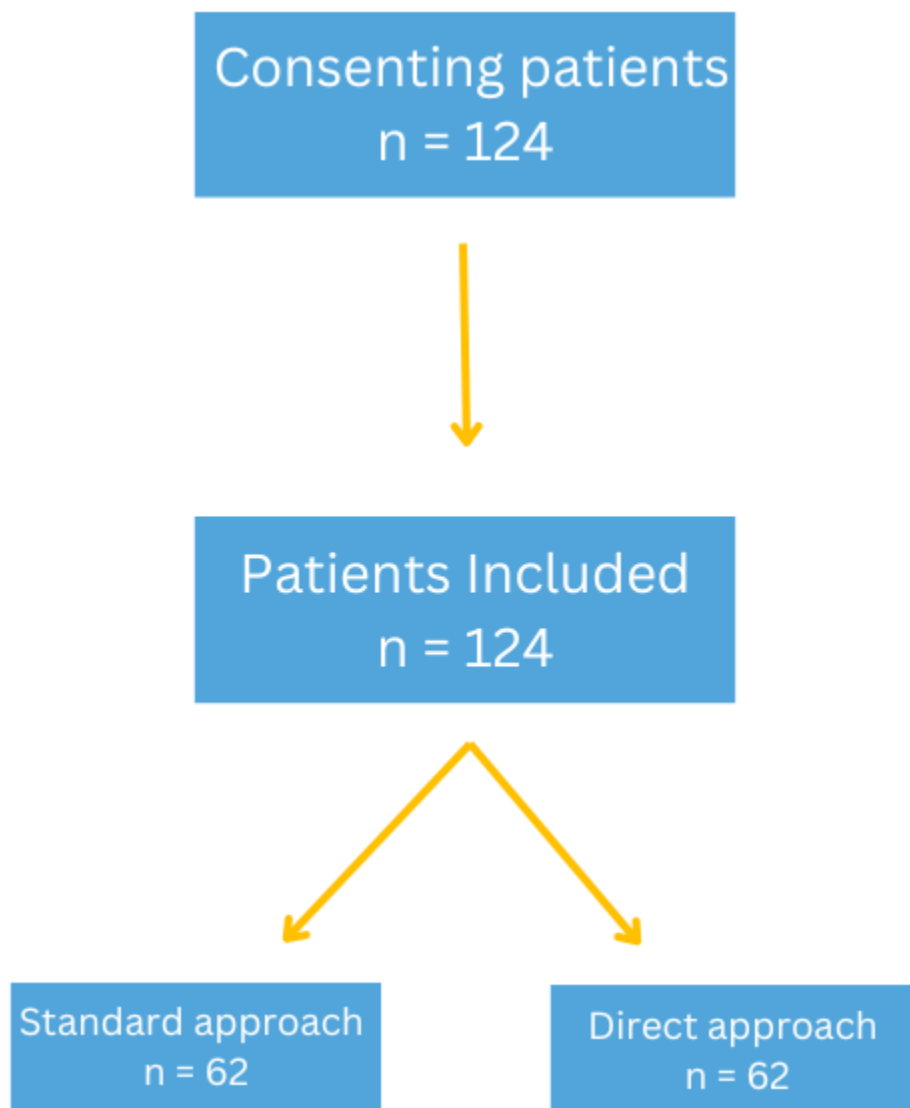 Consenting patients
n = 124
Patients Included
n = 124
Standard approach
n = 62
Direct approach
n = 62